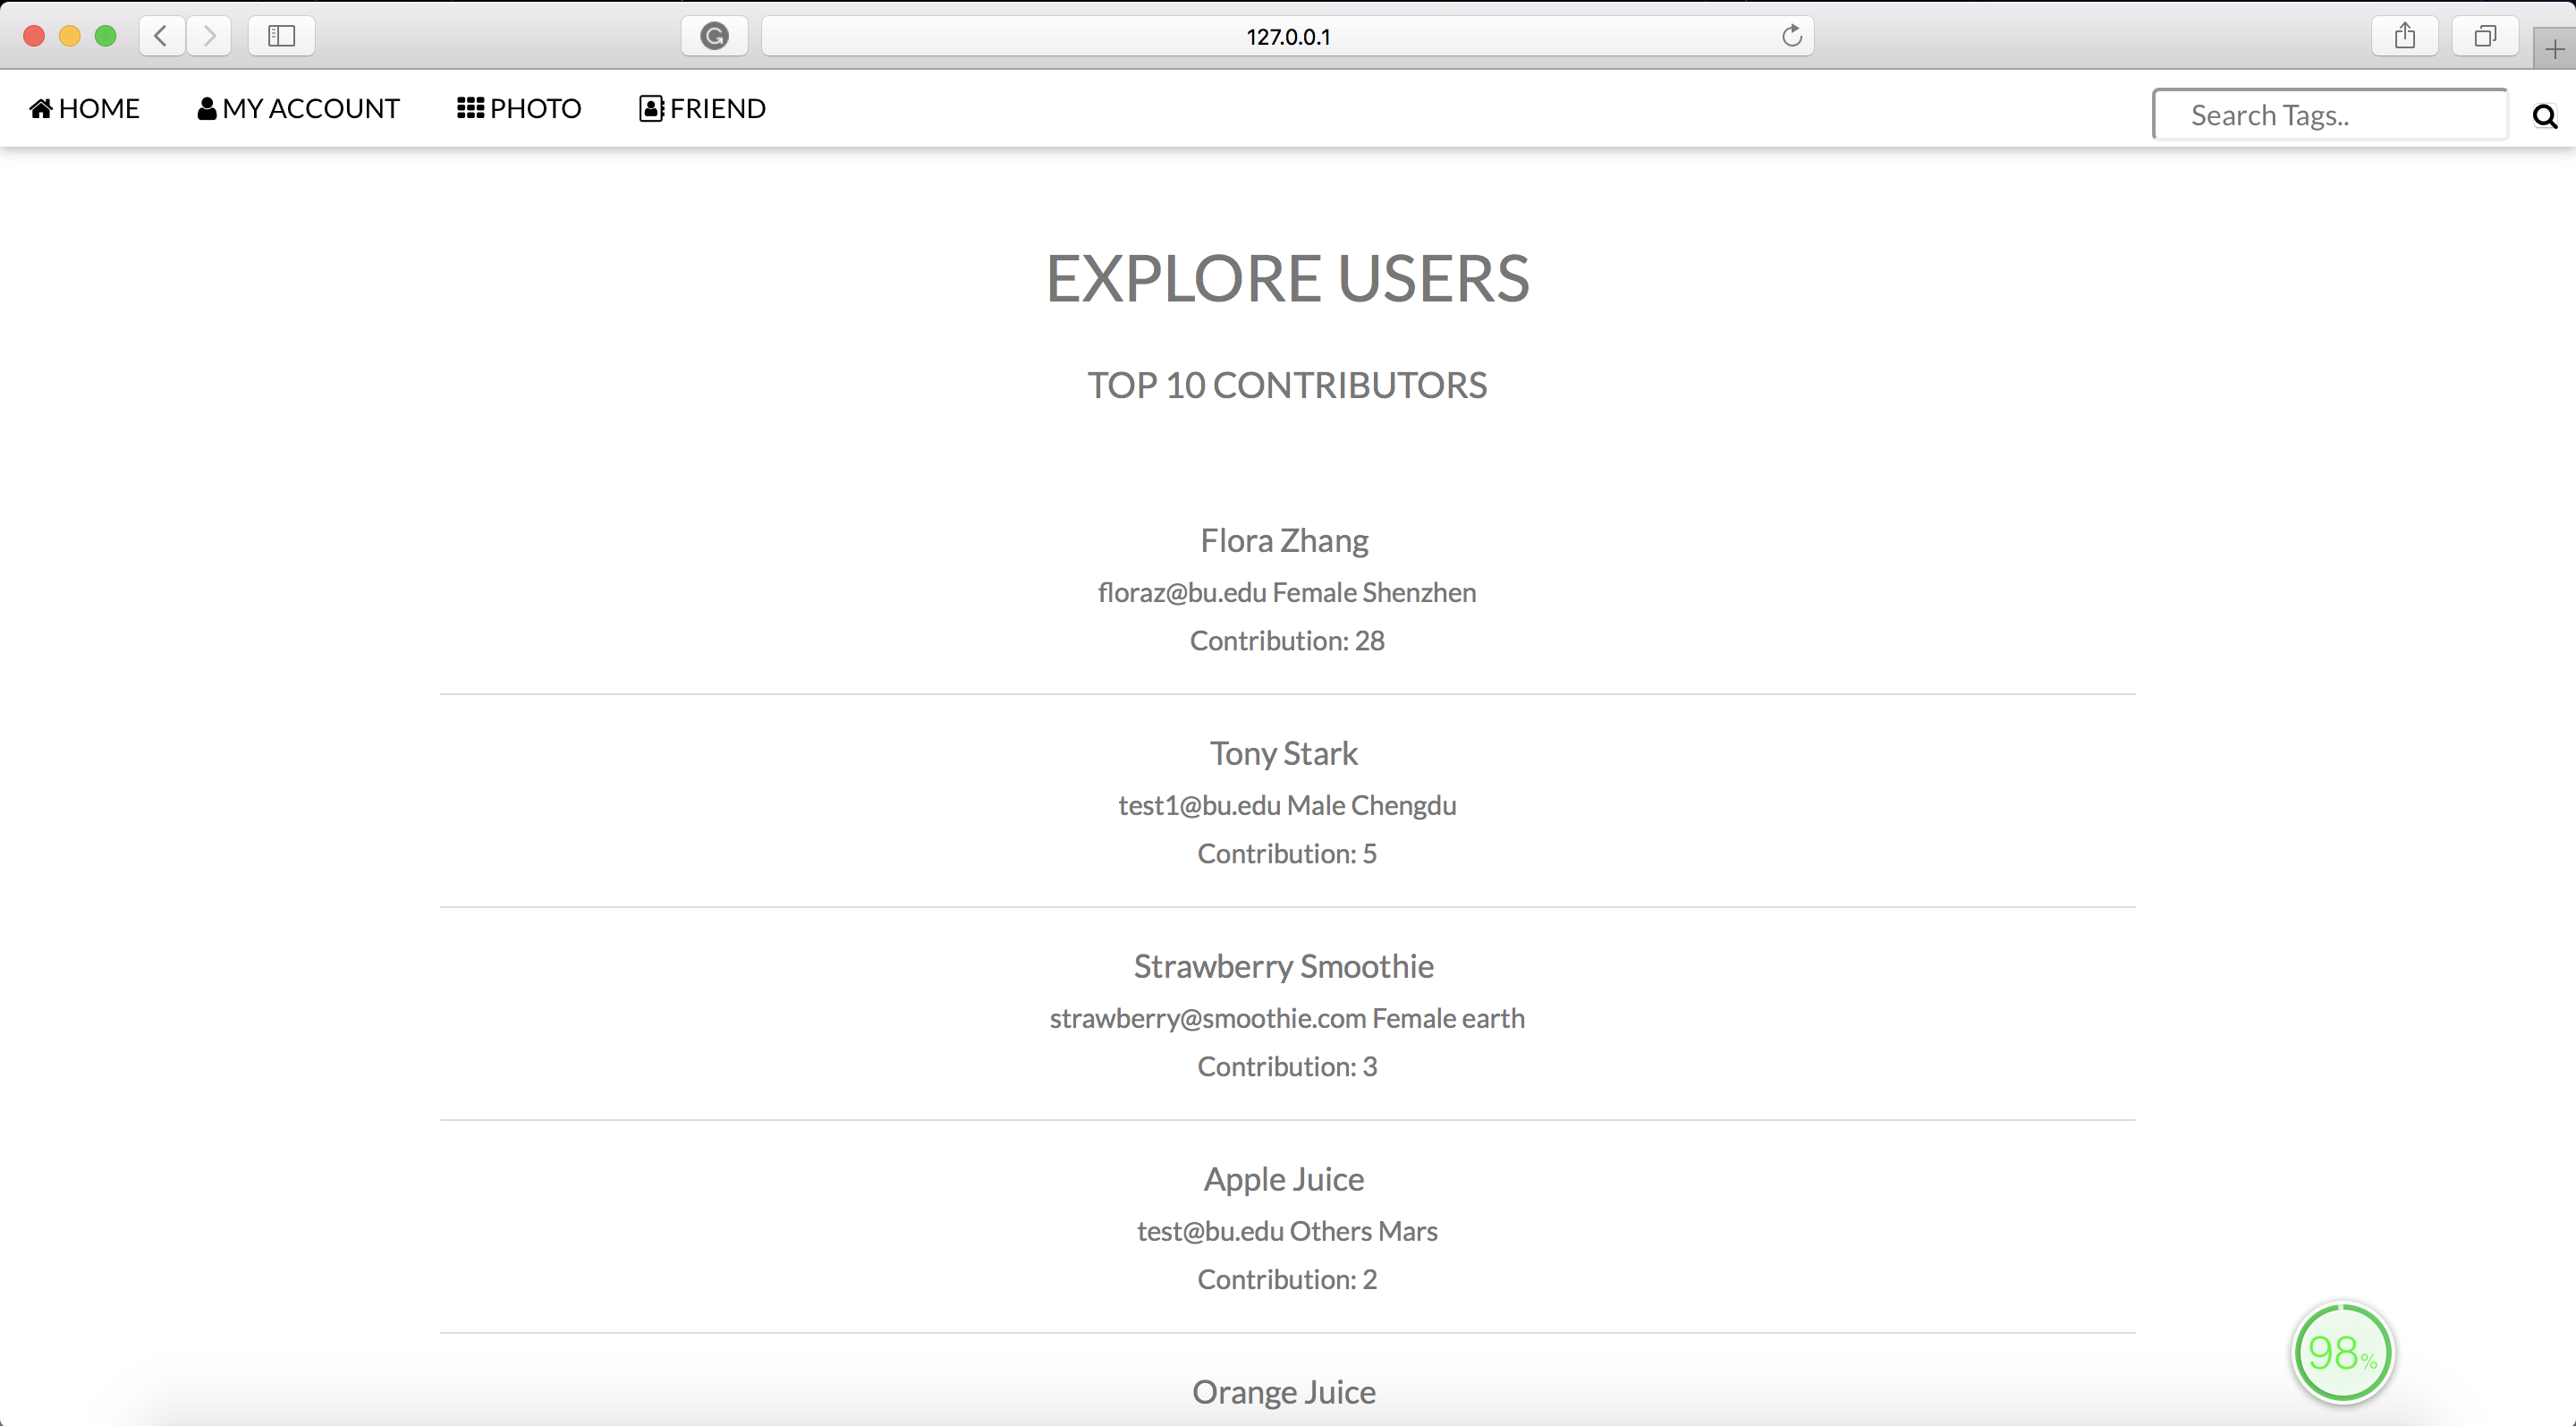 127.0.0.1
HOME MY ACCOUNT PHOTO FRIEND Search Tags..
EXPLORE USERS
TOP 10 CONTRIBUTORS
Flora Zhang
floraz@bu.edu Female Shenzhen
Contribution: 28
Tony Stark
test1@bu.edu Male Chengdu
Contribution: 5
Strawberry Smoothie
strawberry@smoothie.com Female earth
Contribution: 3
Apple Juice
test@bu.edu Others Mars
Contribution: 2
98%
Orange Juice